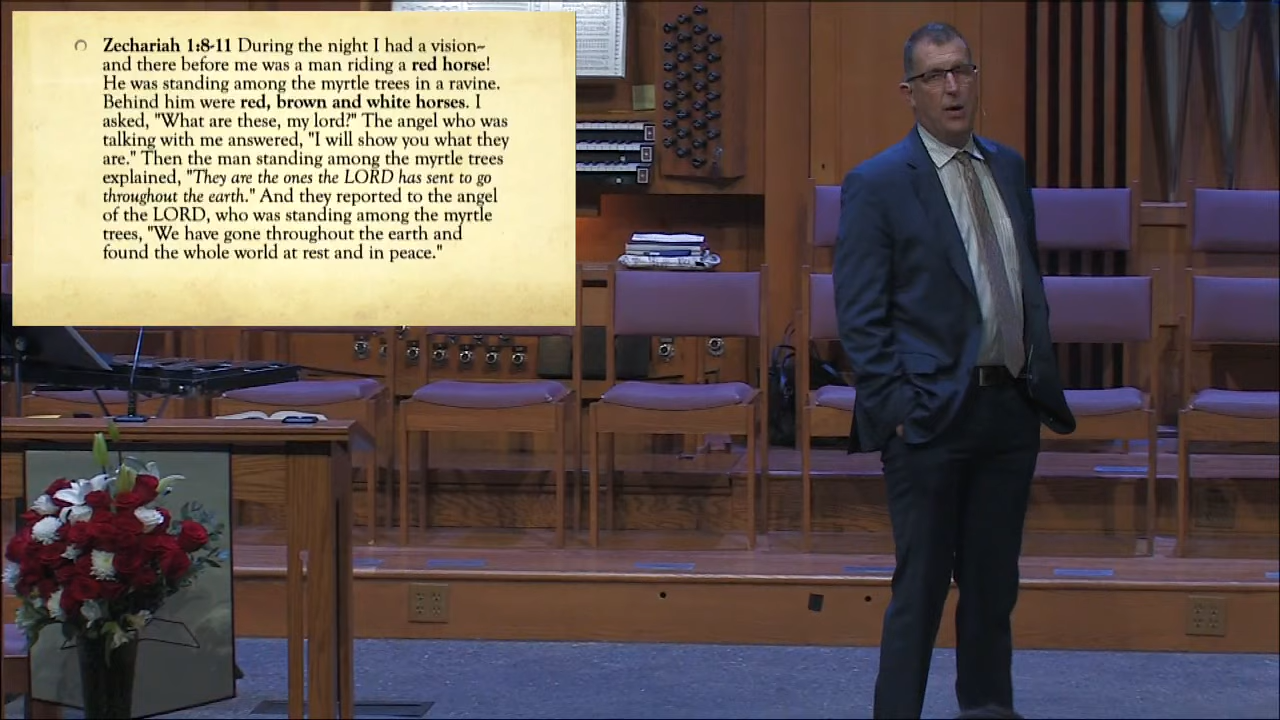 Zechariah 1:8-11 During the night I had a vision~
and there before me was a man riding a red horse!
He was standing among the myrtle trees in a ravine.
Behind him were red, brown and white horses. I
asked, "What are these, my lord?" The angel who was
talking with me answered, "I will show you what they
are." Then the man standing among the myrtle trees
explained, "They are the ones the LORD has sent to go
throughout the earth." And they reported to the angel
of the LORD, who was standing among the myrtle
trees, "We have gone throughout the earth and
found the whole world at rest and in peace."